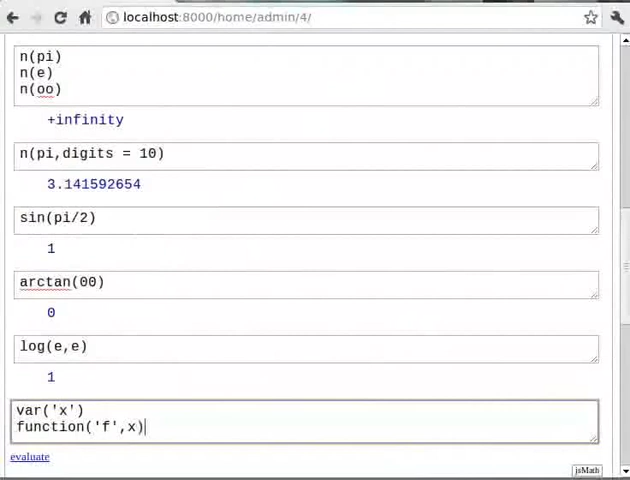 localhost:8000/home/admin/4/
n(pi)
n(e)
n(oo)
+infinity
n(pi,digits = 10)
3.141592654
sin(pi/2)
1
arctan(00)
0
log(e,e)
1
var('x')
function('f',x)
evaluate
jsMath